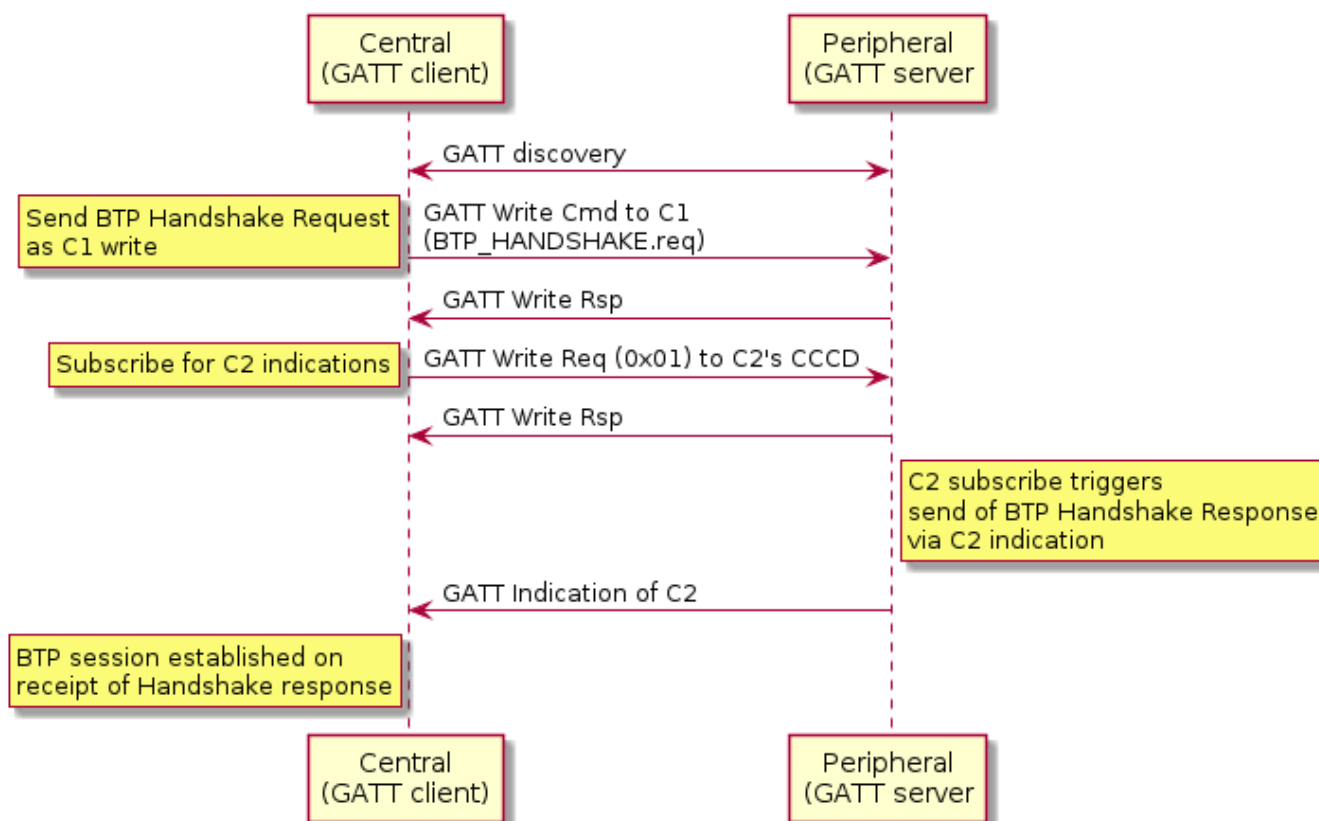 Central
(GATT client)
Peripheral
(GATT server
GATT discovery
Send BTP Handshake Request
as C1 write
GATT Write Cmd to C1
(BTP_HANDSHAKE.req)
GATT Write Rsp
Subscribe for C2 indications
GATT Write Req (0x01) to C2's CCCD
GATT Write Rsp
C2 subscribe triggers
send of BTP Handshake Response
via C2 indication
GATT Indication of C2
BTP session established on
receipt of Handshake response
Central
(GATT client)
Peripheral
(GATT server